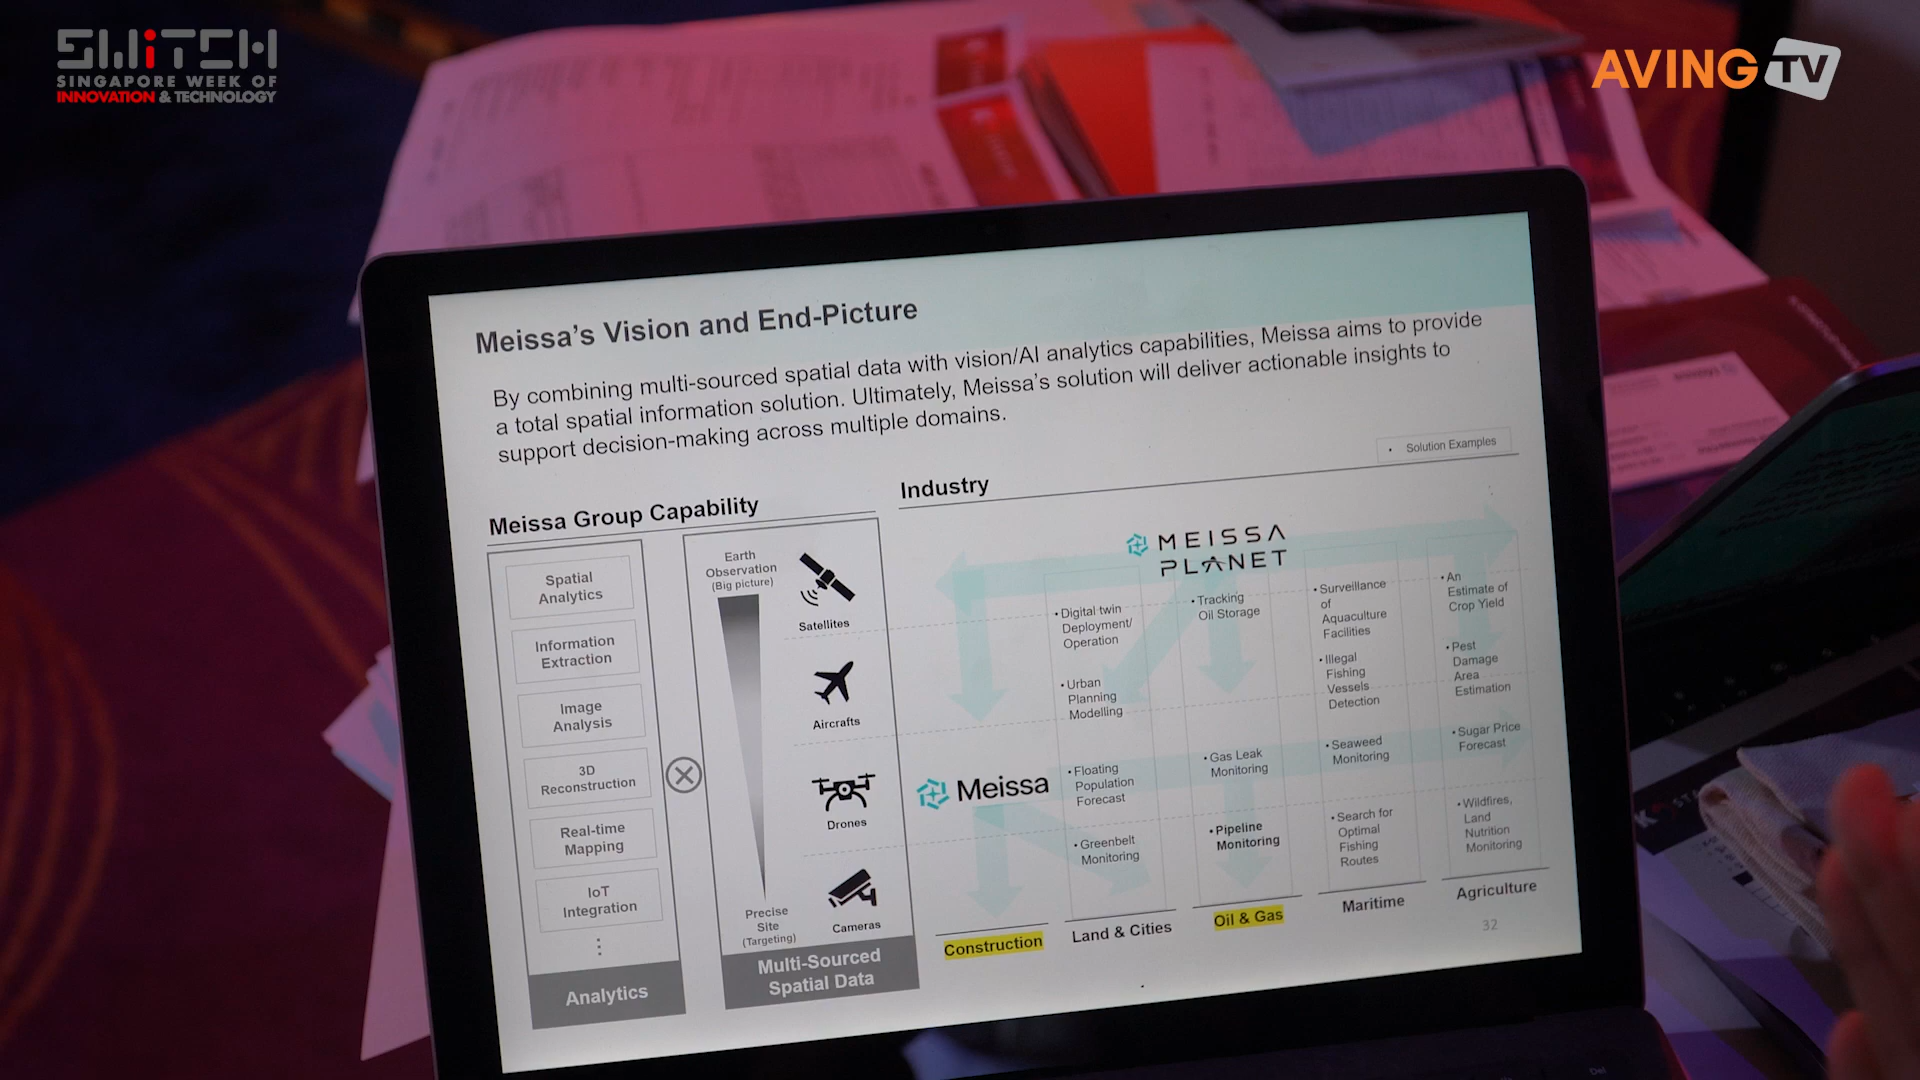 SWiTCH
SINGAPORE WEEK OF
INNOVATION & TECHNOLOGY
AVING TV
Meissa's Vision and End-Picture
By combining multi-sourced spatial data with vision/AI analytics capabilities, Meissa aims to provide
a total spatial information solution. Ultimately, Meissa's solution will deliver actionable insights to
support decision-making across multiple domains.
• Solution Examples
Meissa Group Capability
Industry
Spatial
Analytics
Information
Extraction
Image
Analysis
3D
Reconstruction
Real-time
Mapping
IoT
Integration
Analytics
Earth
Observation
(Big picture)
Precise
Site
(Targeting)
Satellites
Aircrafts
Drones
Cameras
Multi-Sourced
Spatial Data
MEISSA
PLANET
Meissa
• Digital twin
Deployment/
Operation
• Urban
Planning
Modelling
• Floating
Population
Forecast
• Greenbelt
Monitoring
• Tracking
Oil Storage
• Gas Leak
Monitoring
• Pipeline
Monitoring
• Surveillance
of
Aquaculture
Facilities
• Illegal
Fishing
Vessels
Detection
• Seaweed
Monitoring
• Search for
Optimal
Fishing
Routes
• An
Estimate of
Crop Yield
• Pest
Damage
Area
Estimation
• Sugar Price
Forecast
• Wildfires,
Land
Nutrition
Monitoring
Construction
Land & Cities
Oil & Gas
Maritime
Agriculture
32
Del